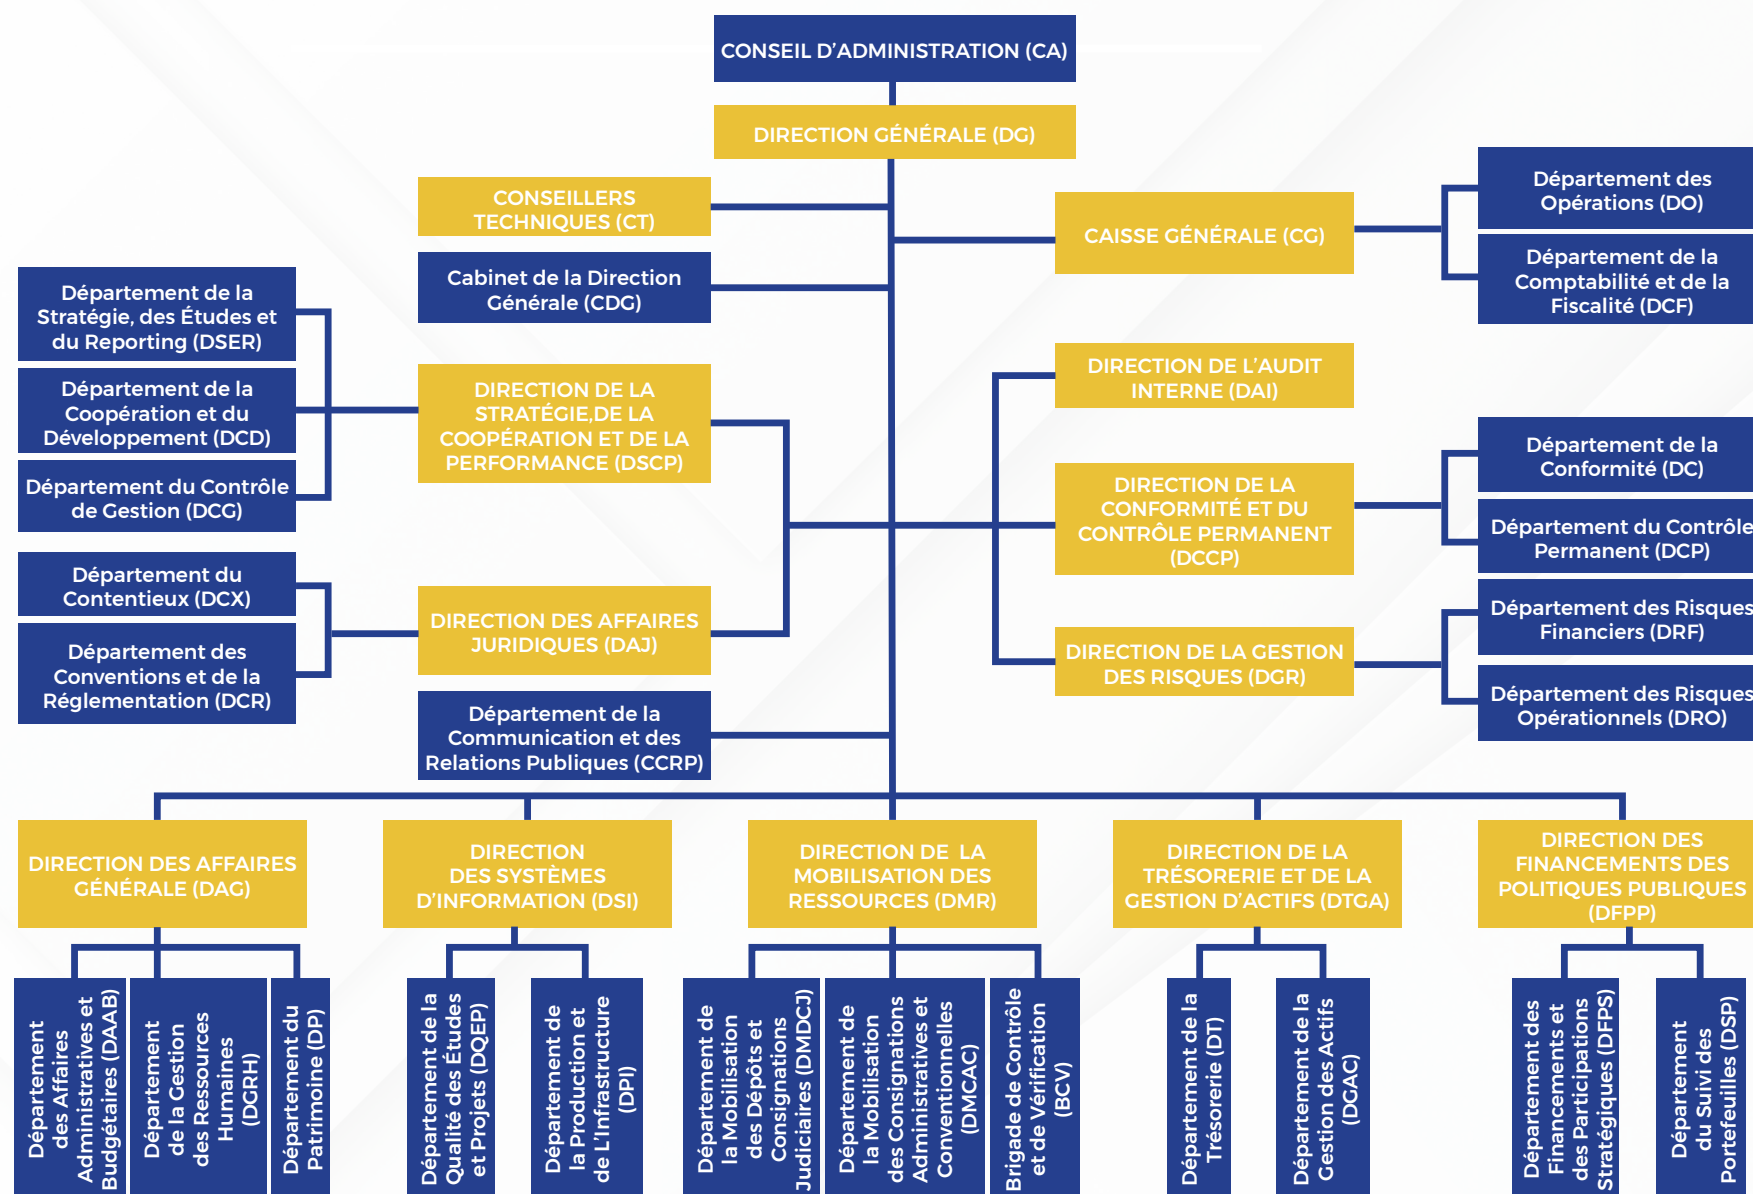 CONSEIL D'ADMINISTRATION (CA)
DIRECTION GÉNÉRALE (DG)
CONSEILLERS
TECHNIQUES (CT)
Cabinet de la Direction
Générale (CDG)
CAISSE GÉNÉRALE (CG)
Département des
Opérations (DO)
Département de la
Comptabilité et de la
Fiscalité (DCF)
Département de la
Stratégie, des Études et
du Reporting (DSER)
Département de la
Coopération et du
Développement (DCD)
Département du Contrôle
de Gestion (DCG)
DIRECTION DE LA
STRATÉGIE,DE LA
COOPÉRATION ET DE LA
PERFORMANCE (DSCP)
DIRECTION DE L'AUDIT
INTERNE (DAI)
DIRECTION DE LA
CONFORMITÉ ET DU
CONTRÔLE PERMANENT
(DCCP)
Département de la
Conformité (DC)
Département du Contrôle
Permanent (DCP)
Département du
Contentieux (DCX)
Département des
Conventions et de la
Réglementation (DCR)
DIRECTION DES AFFAIRES
JURIDIQUES (DAJ)
DIRECTION DE LA GESTION
DES RISQUES (DGR)
Département des Risques
Financiers (DRF)
Département des Risques
Opérationnels (DRO)
Département de la
Communication et des
Relations Publiques (CCRP)
DIRECTION DES AFFAIRES
GÉNÉRALE (DAG)
DIRECTION
DES SYSTÈMES
D'INFORMATION (DSI)
DIRECTION DE LA
MOBILISATION DES
RESSOURCES (DMR)
DIRECTION DE LA
TRÉSORERIE ET DE LA
GESTION D'ACTIFS (DTGA)
DIRECTION DES
FINANCEMENTS DES
POLITIQUES PUBLIQUES
(DFPP)
Département
des Affaires
Administratives et
Budgétaires (DAAB)
Département
de la Gestion
des Ressources
Humaines
(DGRH)
Département du
Patrimoine (DP)
Département de la
Qualité des Études
et Projets (DQEP)
Département de
la Production et
de L'Infrastructure
(DPI)
Département de
la Mobilisation
des Dépôts et
Consignations
Judiciaires (DMDCJ)
Département de
la Mobilisation
des Consignations
Administratives et
Conventionnelles
(DMCAC)
Brigade de Contrôle
et de Vérification
(BCV)
Département de la
Trésorerie (DT)
Département de la
Gestion des Actifs
(DGAC)
Département des
Financements et
des Participations
Stratégiques (DFPS)
Département
du Suivi des
Portefeuilles (DSP)